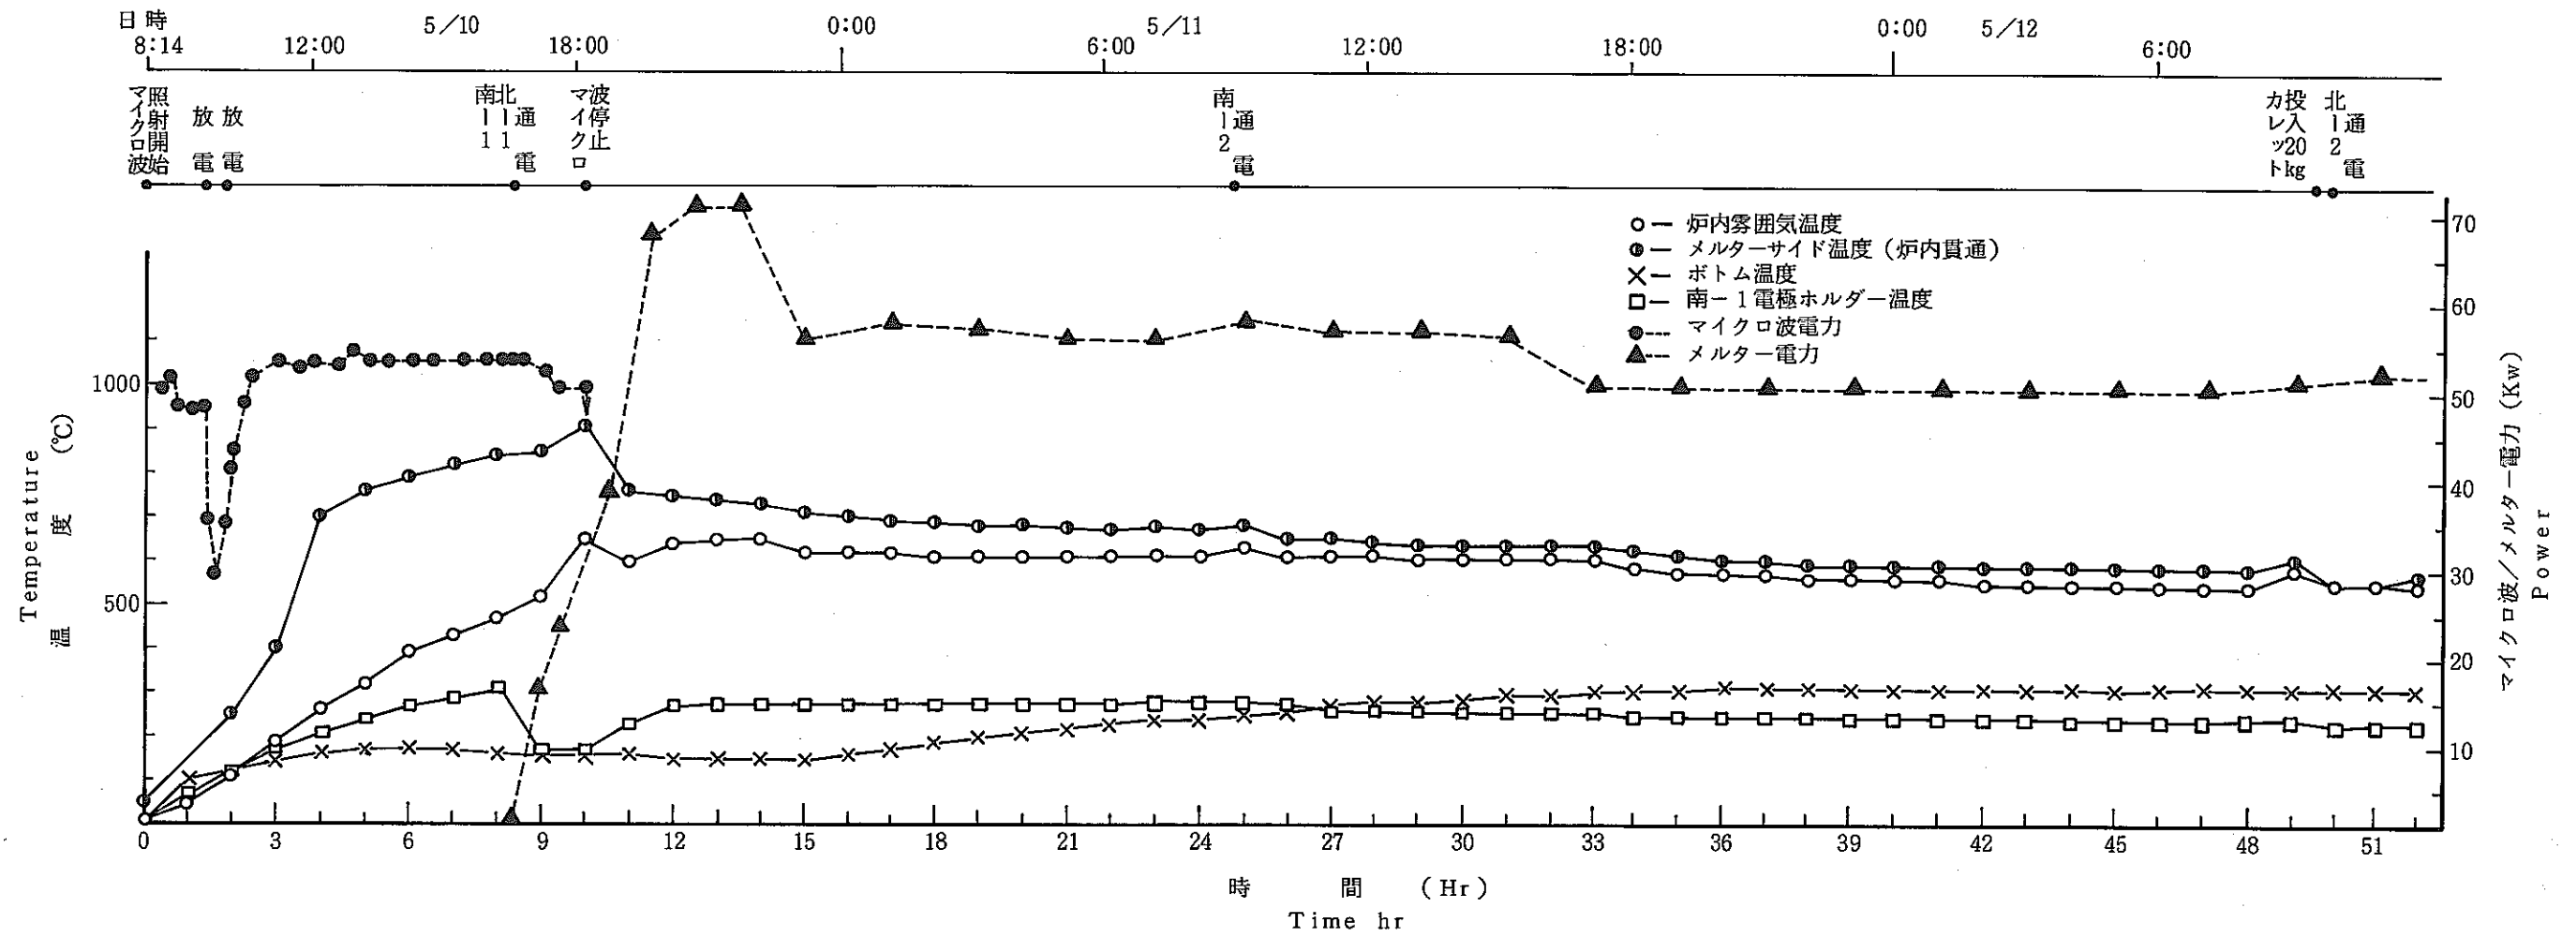 日時
5/10 0:00 5/11 0:00 5/12
8:14 12:00 18:00 6:00 12:00 18:00 6:00
マイクロ波照射開始
放電
放電
南-1北-1通電
マイクロ波停止
南-2通電
カレット投入20kg
北-2通電
炉内雰囲気温度
メルターサイド温度(炉内貫通)
ボトム温度
南-1電極ホルダー温度
マイクロ波電力
メルター電力
1000
500
Temperature
温度(℃)
70
60
50
40
30
20
10
マイクロ波/メルター電力(Kw)
Power
0 3 6 9 12 15 18 21 24 27 30 33 36 39 42 45 48 51
時間(Hr)
Time hr